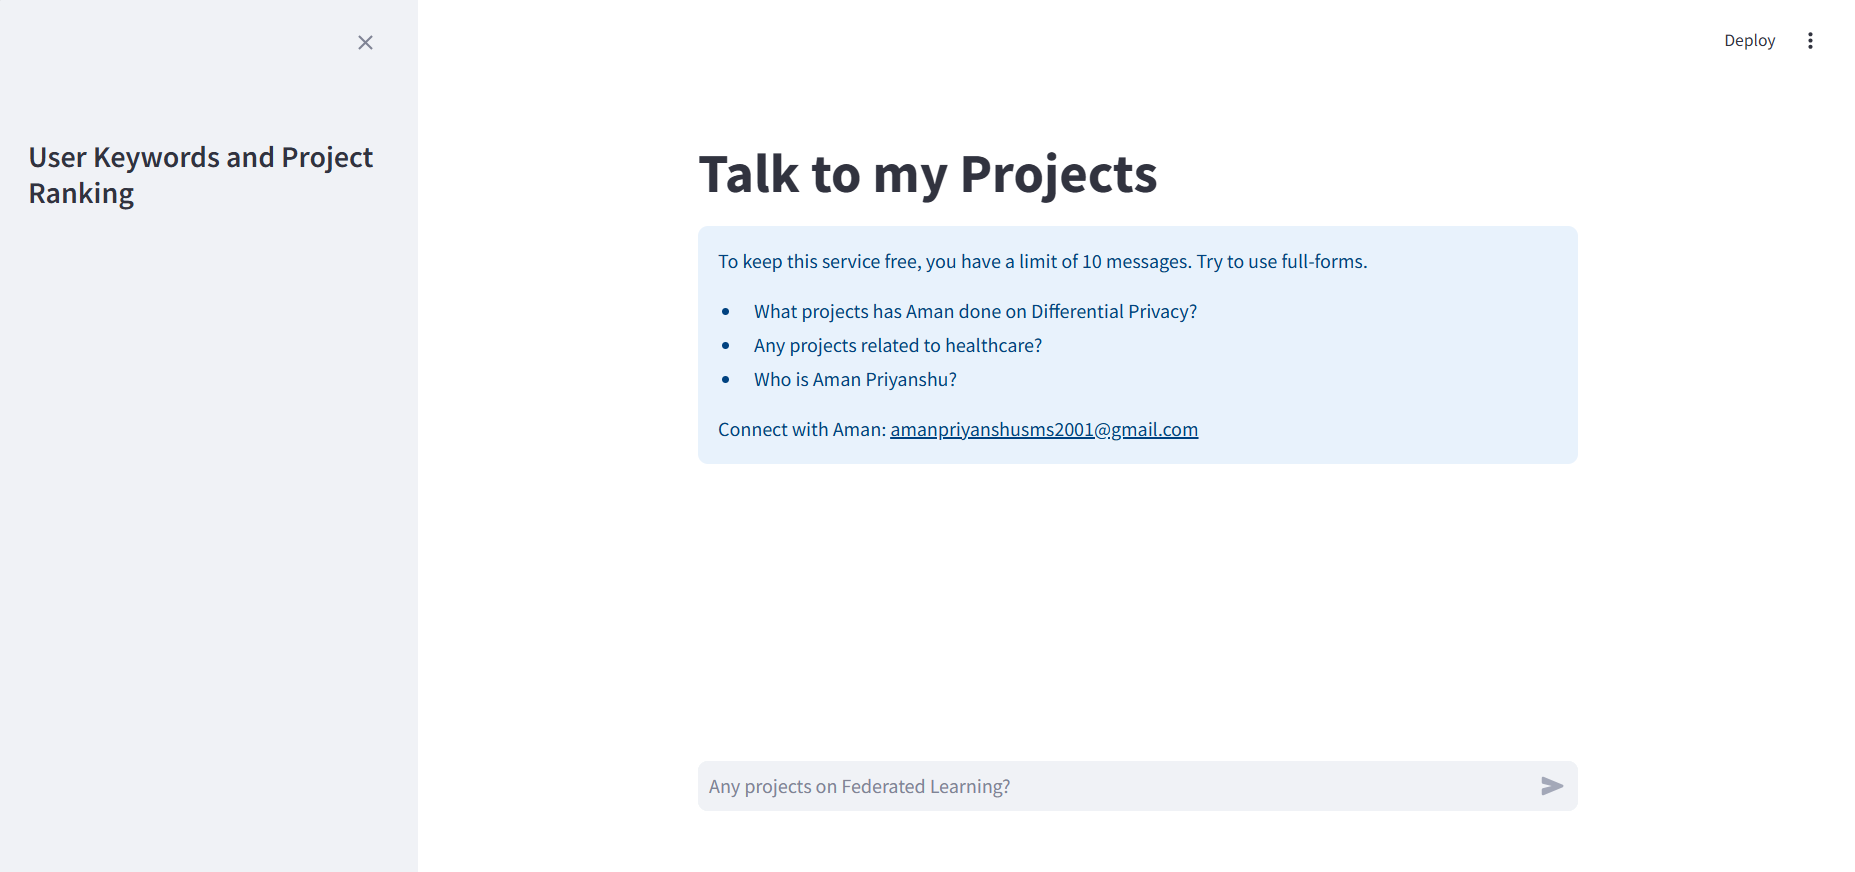 Deploy
User Keywords and Project
Ranking
Talk to my Projects
To keep this service free, you have a limit of 10 messages. Try to use full-forms.
What projects has Aman done on Differential Privacy?
Any projects related to healthcare?
Who is Aman Priyanshu?
Connect with Aman: amanpriyanshusms2001@gmail.com
Any projects on Federated Learning?